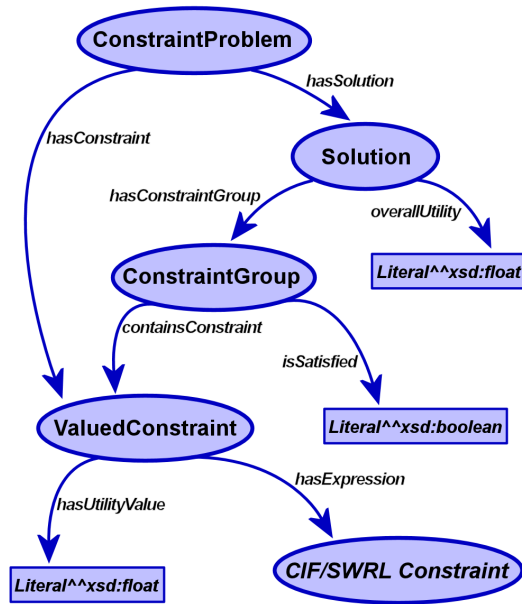 ConstraintProblem
hasSolution
hasConstraint
Solution
hasConstraintGroup
overallUtility
ConstraintGroup
Literal^^xsd:float
containsConstraint
isSatisfied
ValuedConstraint
Literal^^xsd:boolean
hasExpression
hasUtilityValue
CIF/SWRL Constraint
Literal^^xsd:float